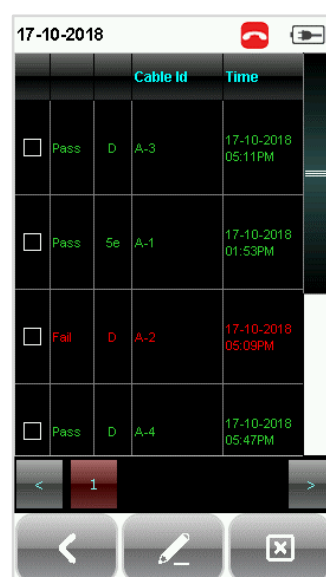 17-10-2018
Cable Id Time
Pass D A-3 17-10-2018
05:11PM
Pass 5e A-1 17-10-2018
01:53PM
Fail D A-2 17-10-2018
05:09PM
Pass D A-4 17-10-2018
05:47PM
< 1 >